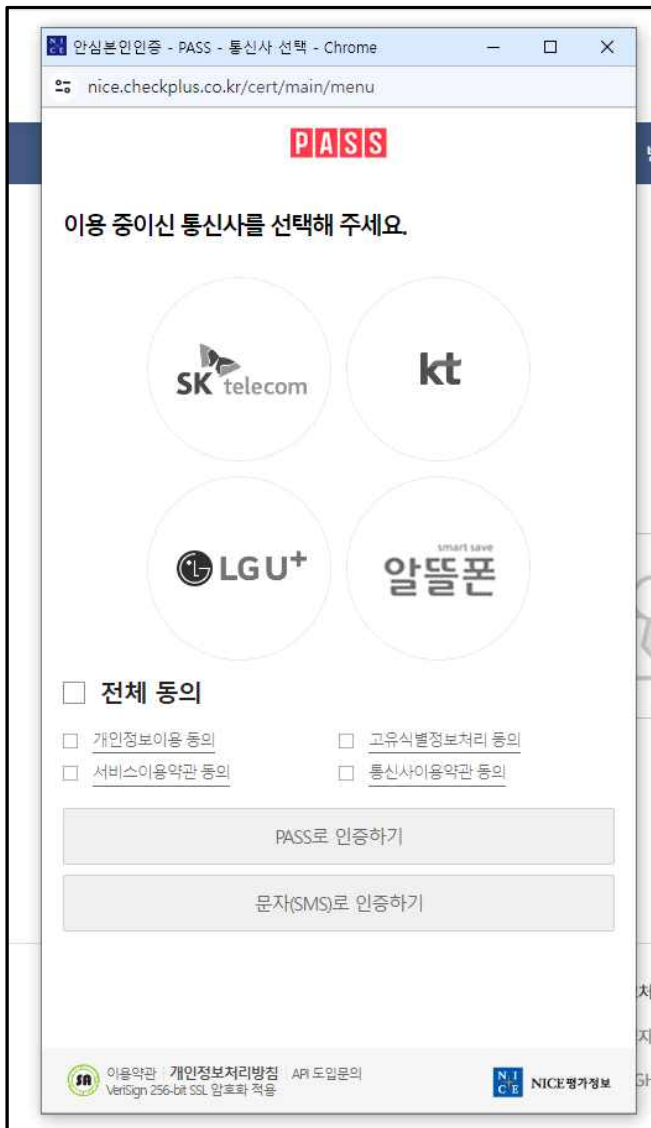 안심본인인증 - PASS - 통신사 선택 - Chrome
nice.checkplus.co.kr/cert/main/menu
PASS
이용 중이신 통신사를 선택해 주세요.
SK telecom
kt
LG U+
smart save
알뜰폰
전체 동의
개인정보이용 동의 고유식별정보처리 동의
서비스이용약관 동의 통신사이용약관 동의
PASS로 인증하기
문자(SMS)로 인증하기
이용약관 개인정보처리방침 API 도입문의
VeriSign 256-bit SSL 암호화 적용
NICE NICE평가정보